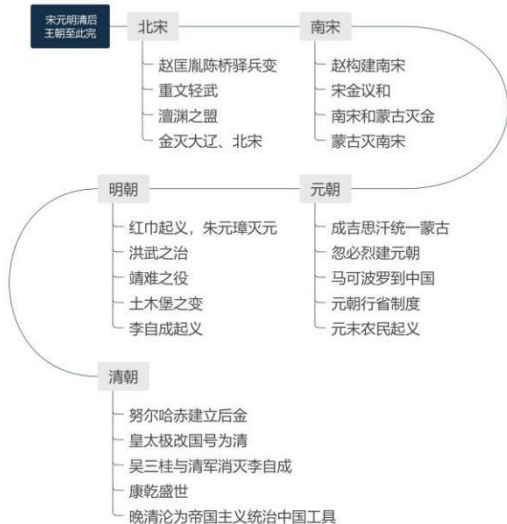 宋元明清后
王朝至此完
北宋
赵匡胤陈桥驿兵变
重文轻武
澶渊之盟
金灭大辽、北宋
南宋
赵构建南宋
宋金议和
南宋和蒙古灭金
蒙古灭南宋
元朝
成吉思汗统一蒙古
忽必烈建元朝
马可波罗到中国
元朝行省制度
元末农民起义
明朝
红巾起义，朱元璋灭元
洪武之治
靖难之役
土木堡之变
李自成起义
清朝
努尔哈赤建立后金
皇太极改国号为清
吴三桂与清军消灭李自成
康乾盛世
晚清沦为帝国主义统治中国工具